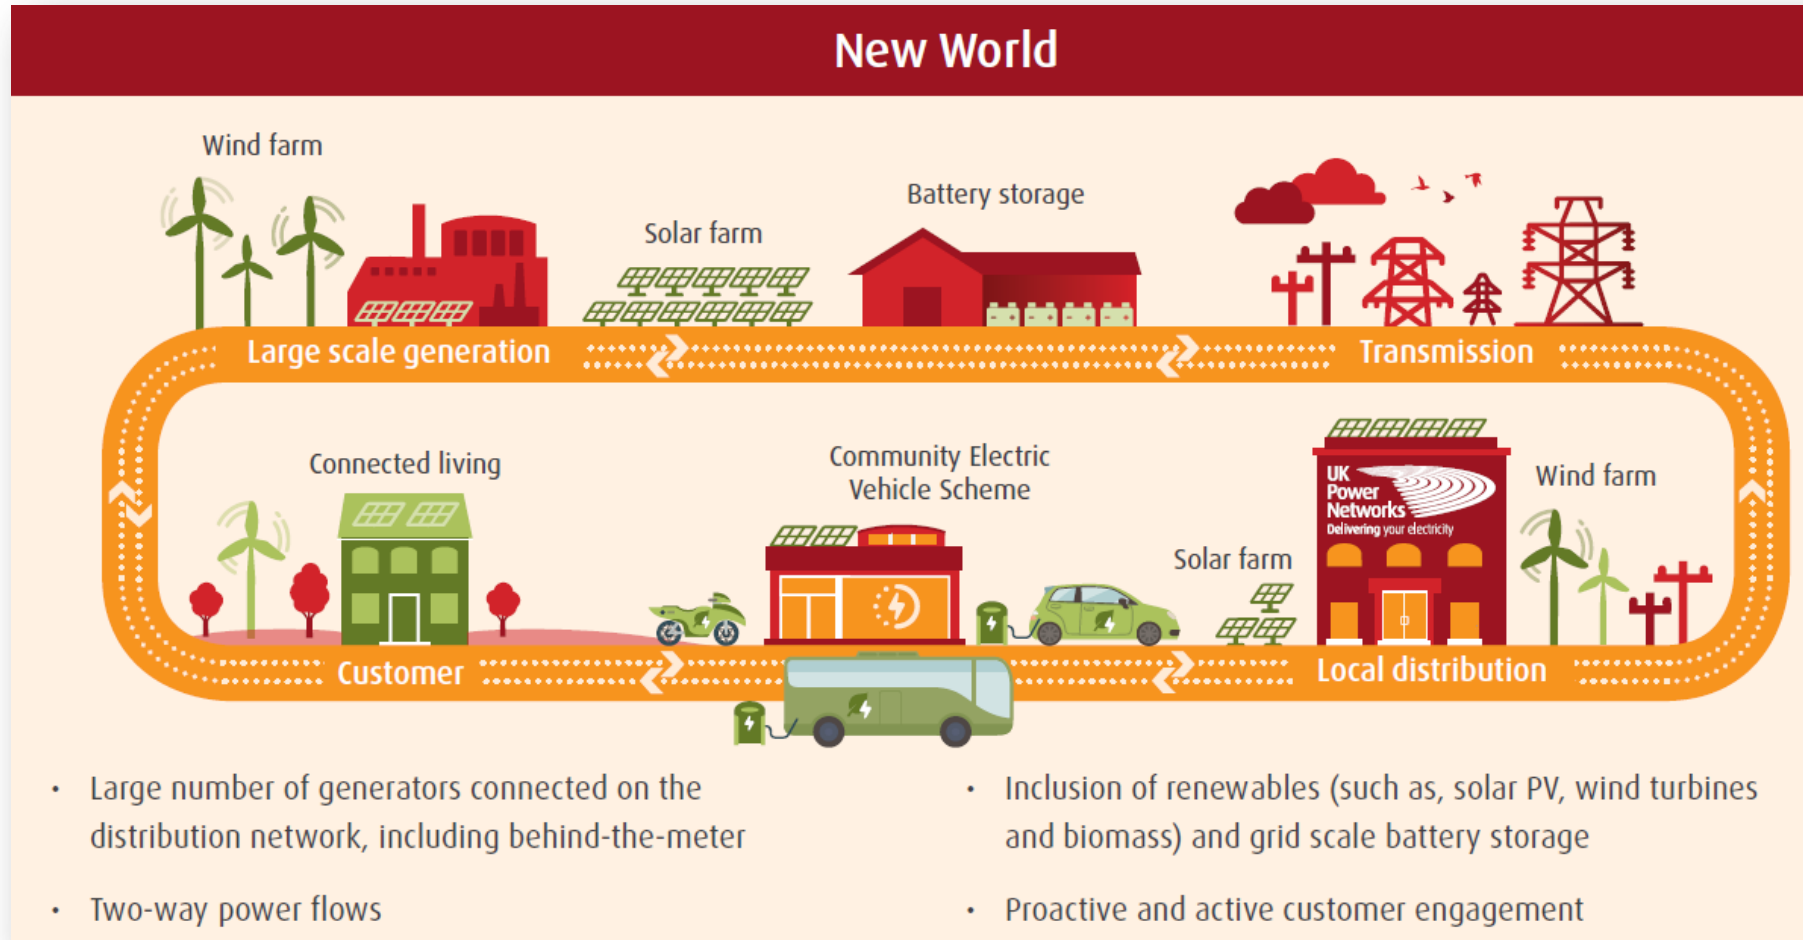 New World
Wind farm
Solar farm
Battery storage
Large scale generation
Transmission
Connected living
Community Electric
Vehicle Scheme
Solar farm
UK
Power
Networks
Delivering your electricity
Wind farm
Customer
Local distribution
• Large number of generators connected on the
distribution network, including behind-the-meter
• Two-way power flows
• Inclusion of renewables (such as, solar PV, wind turbines
and biomass) and grid scale battery storage
• Proactive and active customer engagement